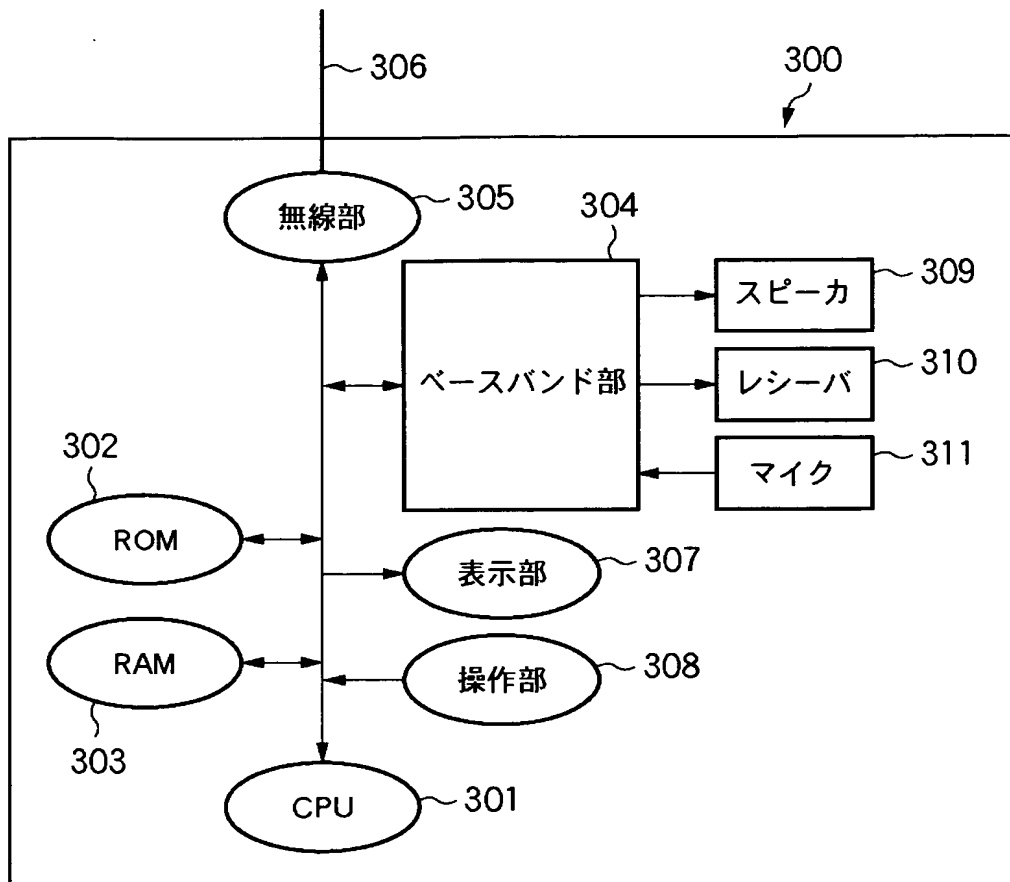 306
300
無線部
305
304
スピーカ
309
ベースバンド部
レシーバ
310
マイク
311
302
ROM
表示部
307
RAM
操作部
308
303
CPU
301